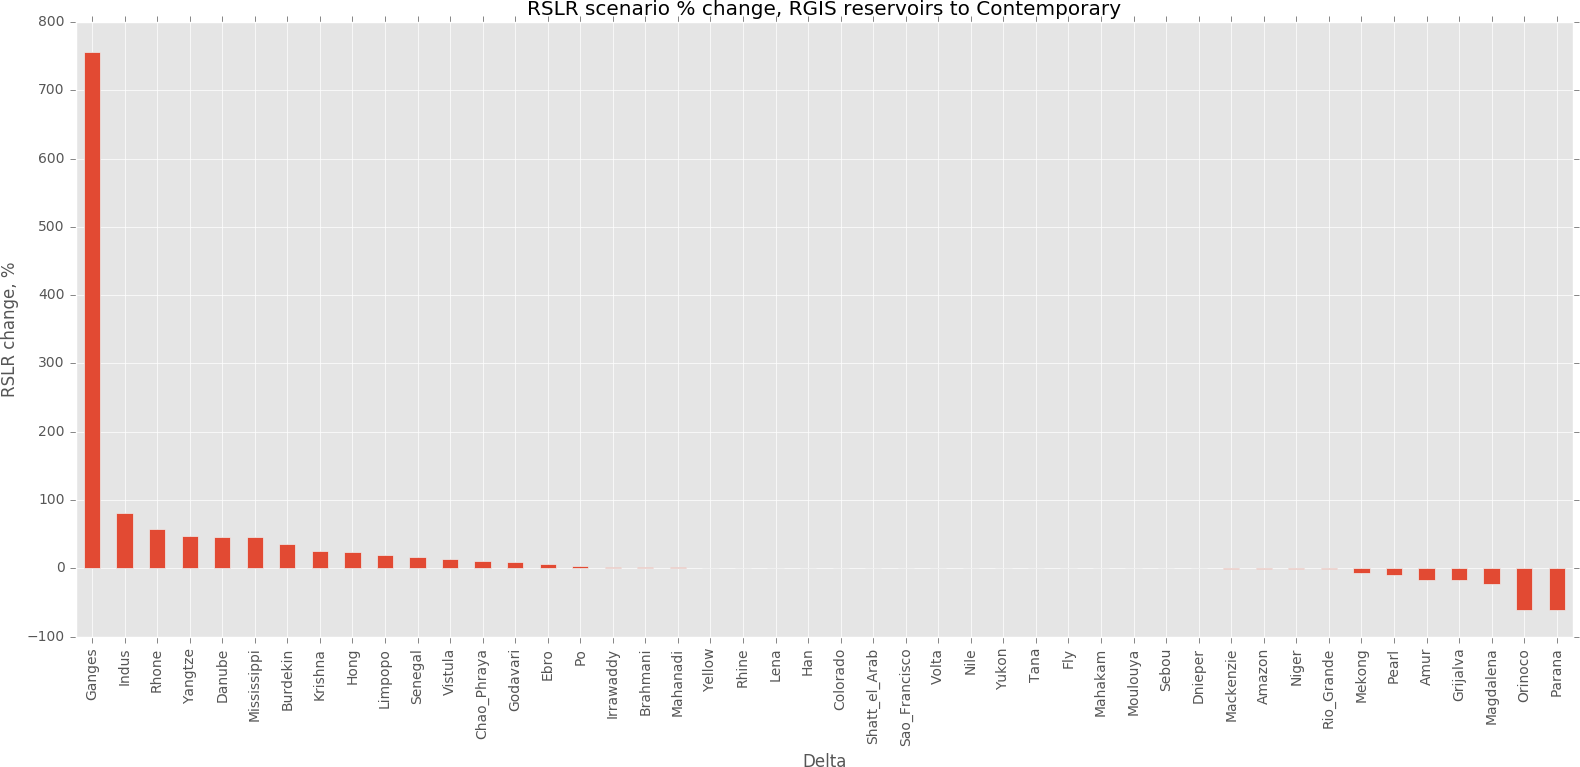 RSLR scenario % change, RGIS reservoirs to Contemporary
RSLR change, %
800
700
600
500
400
300
200
100
0
−100
Ganges
Indus
Rhone
Yangtze
Danube
Mississippi
Burdekin
Krishna
Hong
Limpopo
Senegal
Vistula
Chao_Phraya
Godavari
Ebro
Po
Irrawaddy
Brahmani
Mahanadi
Yellow
Rhine
Lena
Han
Colorado
Shatt_el_Arab
Sao_Francisco
Volta
Nile
Yukon
Tana
Fly
Mahakam
Moulouya
Sebou
Dnieper
Mackenzie
Amazon
Niger
Rio_Grande
Mekong
Pearl
Amur
Grijalva
Magdalena
Orinoco
Parana
Delta